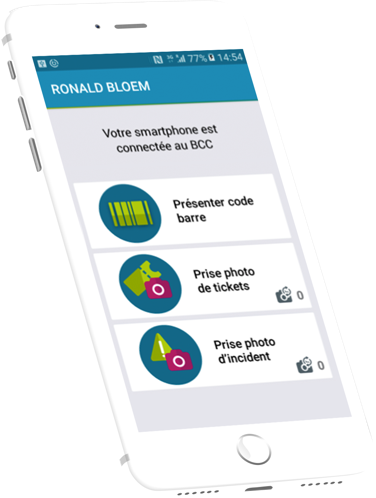 77% 14:54
RONALD BLOEM
Votre smartphone est
connectée au BCC
Présenter code
barre
Prise photo
de tickets
0
Prise photo
d'incident
0